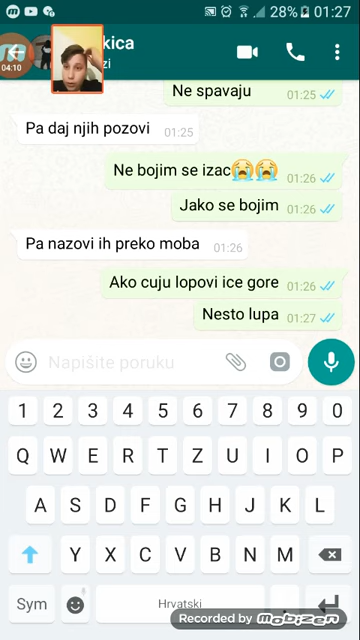 28% 01:27
kica
zi
04:10
Ne spavaju 01:25
Pa daj njih pozovi 01:25
Ne bojim se izac😭😭 01:26
Jako se bojim 01:26
Pa nazovi ih preko moba 01:26
Ako cuju lopovi ice gore 01:26
Nesto lupa 01:27
Napišite poruku
1 2 3 4 5 6 7 8 9 0
Q W E R T Z U I O P
A S D F G H J K L
Y X C V B N M
Sym Hrvatski
Recorded by Mobizen